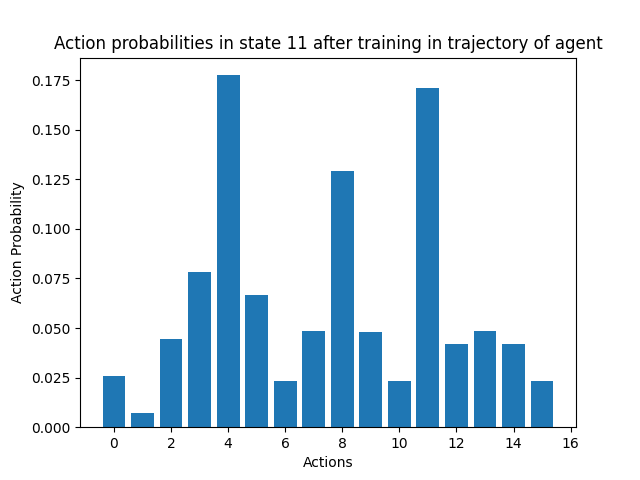 Action probabilities in state 11 after training in trajectory of agent
0.175
0.150
0.125
0.100
0.075
0.050
0.025
0.000
Action Probability
0 2 4 6 8 10 12 14 16
Actions